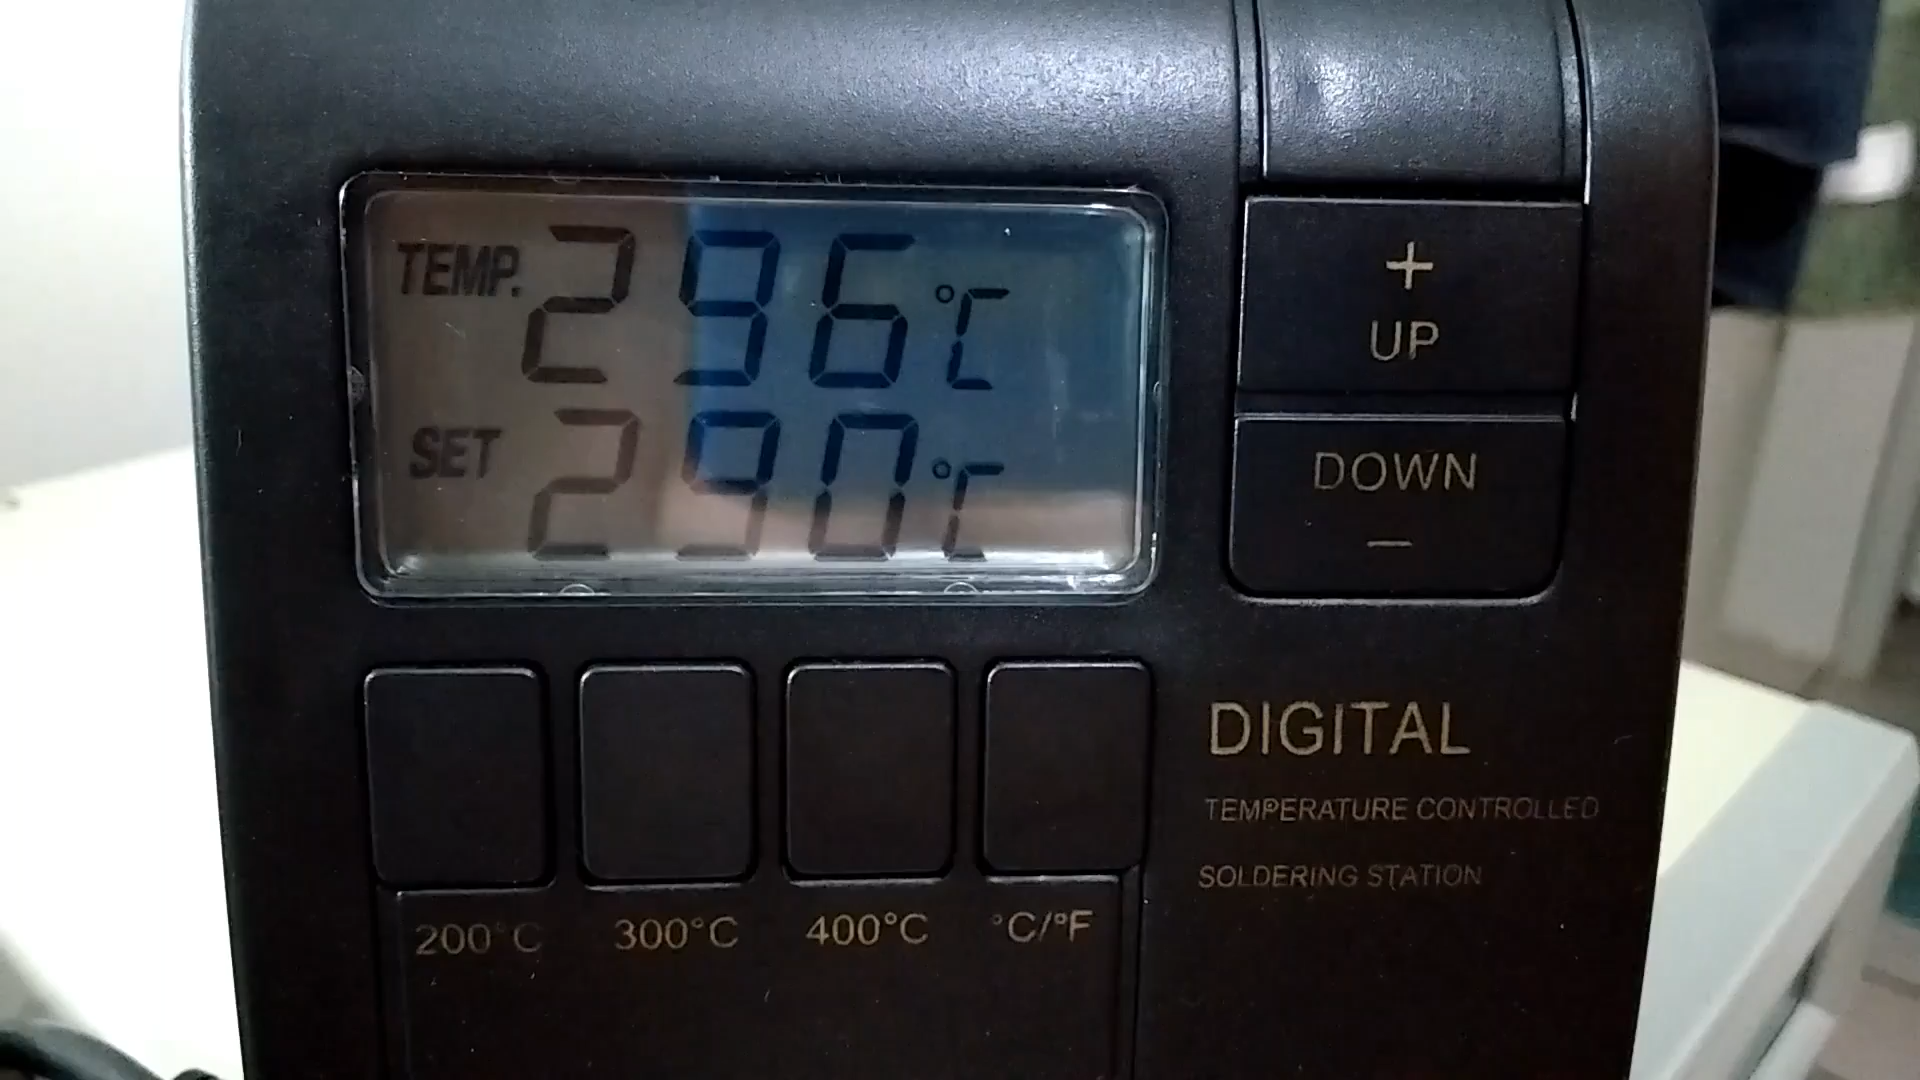 TEMP. 296°C
SET 290°C
+
UP
DOWN
—
DIGITAL
TEMPERATURE CONTROLLED
SOLDERING STATION
200°C 300°C 400°C °C/°F